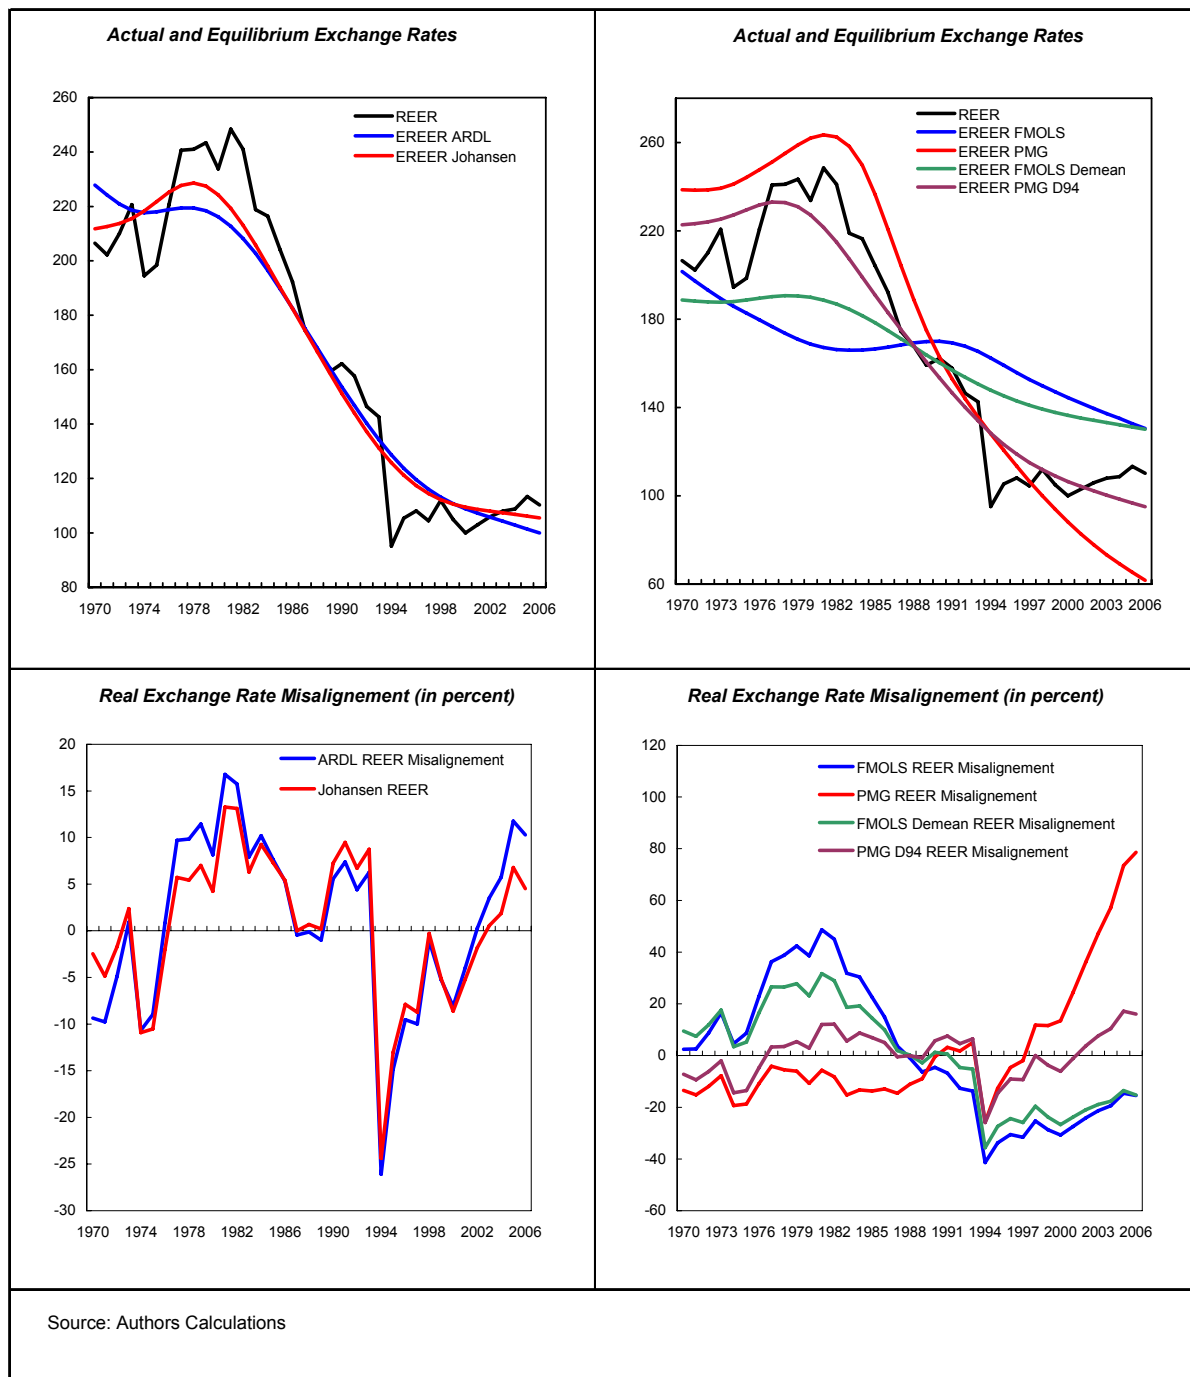 Actual and Equilibrium Exchange Rates
260
240
220
200
180
160
140
120
100
80
REER
EREER ARDL
EREER Johansen
1970 1974 1978 1982 1986 1990 1994 1998 2002 2006
Actual and Equilibrium Exchange Rates
260
220
180
140
100
60
REER
EREER FMOLS
EREER PMG
EREER FMOLS Demean
EREER PMG D94
1970 1973 1976 1979 1982 1985 1988 1991 1994 1997 2000 2003 2006
Real Exchange Rate Misalignement (in percent)
20
15
10
5
0
-5
-10
-15
-20
-25
-30
ARDL REER Misalignement
Johansen REER
1970 1974 1978 1982 1986 1990 1994 1998 2002 2006
Real Exchange Rate Misalignement (in percent)
120
100
80
60
40
20
0
-20
-40
-60
FMOLS REER Misalignement
PMG REER Misalignement
FMOLS Demean REER Misalignement
PMG D94 REER Misalignement
1970 1973 1976 1979 1982 1985 1988 1991 1994 1997 2000 2003 2006
Source: Authors Calculations